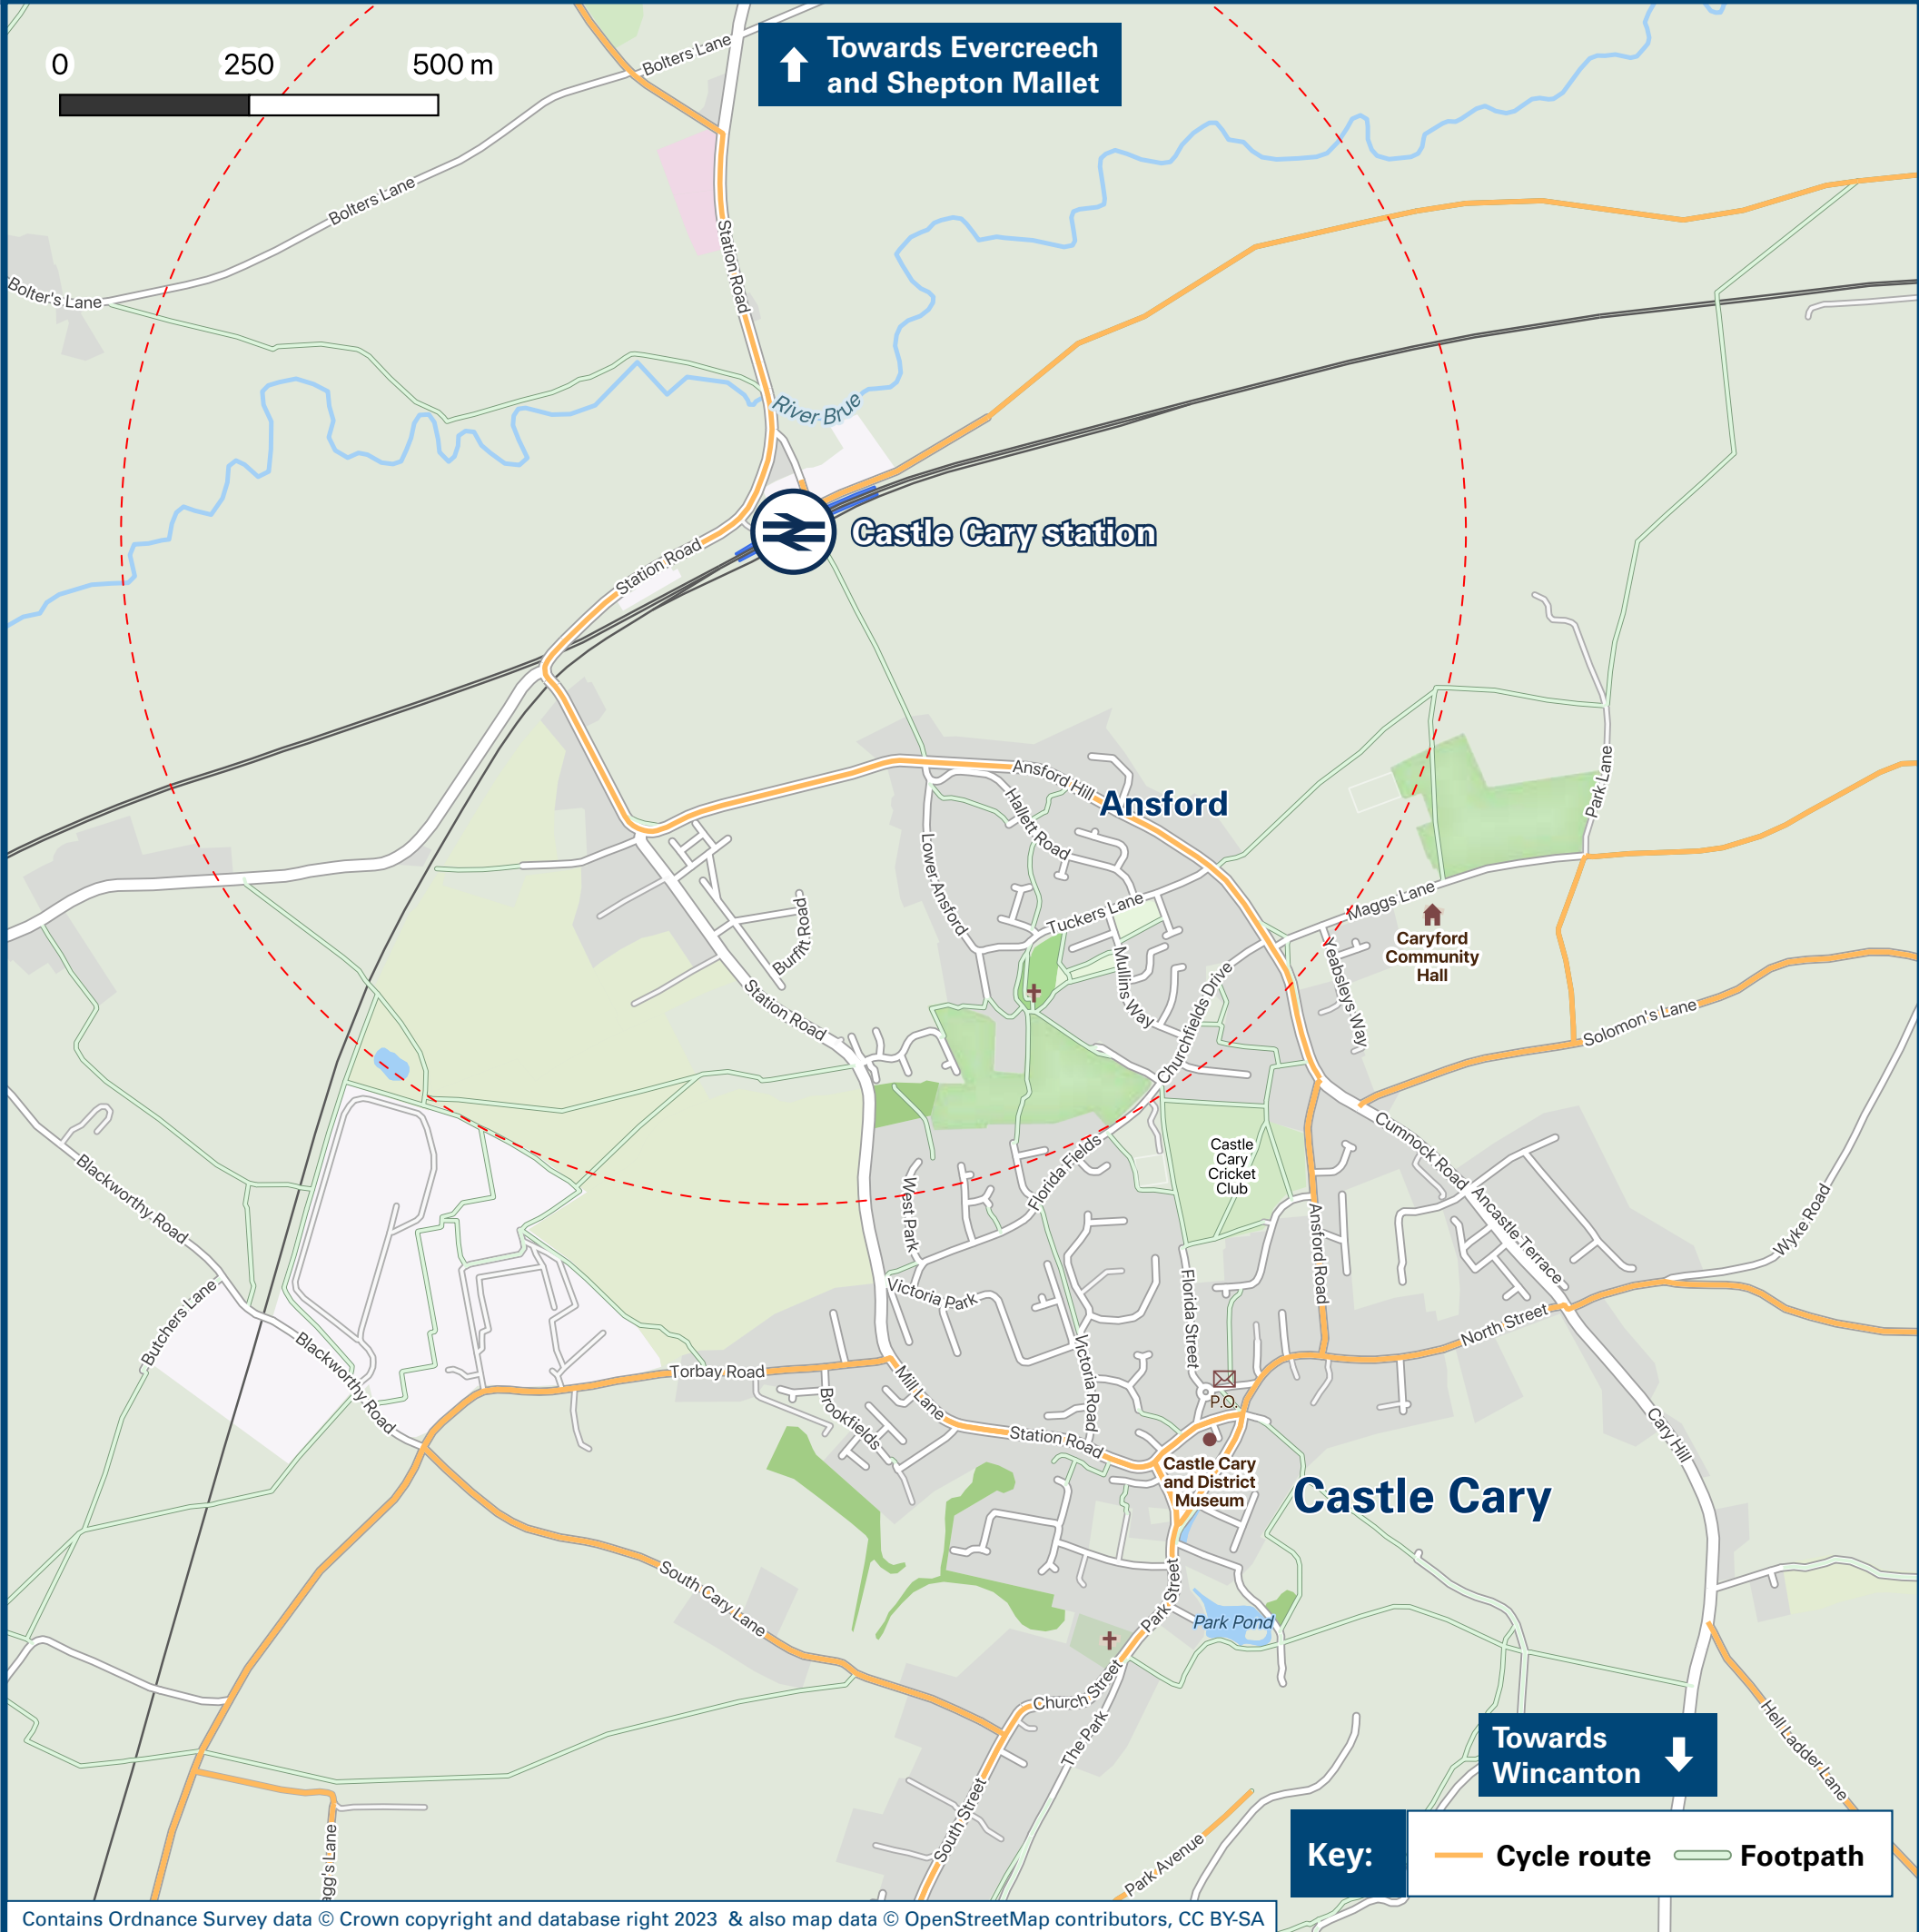 0 250 500 m
Towards Evercreech
and Shepton Mallet
Bolters Lane
Bolters Lane
Bolter's Lane
Station Road
River Brue
Castle Cary station
Station Road
Ansford Hill
Ansford
Hallett Road
Park Lane
Lower Ansford
Tuckers Lane
Maggs Lane
Caryford
Community
Hall
Burfitt Road
Mullins Way
Yeabsleys Way
Station Road
Churchfields Drive
Solomon's Lane
Castle
Cary
Cricket
Club
Cumnock Road
Blackworthy Road
Florida Fields
West Park
Ancastle Terrace
Wyke Road
Ansford Road
Victoria Park
Florida Street
Butchers Lane
North Street
Blackworthy Road
Torbay Road
Victoria Road
Mill Lane
P.O.
Brookfields
Station Road
Cary Hill
Castle Cary
and District
Museum
Castle Cary
South Cary Lane
Park Street
Park Pond
Church Street
The Park
Hell Ladder Lane
Towards
Wincanton
agg's Lane
South Street
Park Avenue
Key: Cycle route Footpath
Contains Ordnance Survey data © Crown copyright and database right 2023 & also map data © OpenStreetMap contributors, CC BY-SA